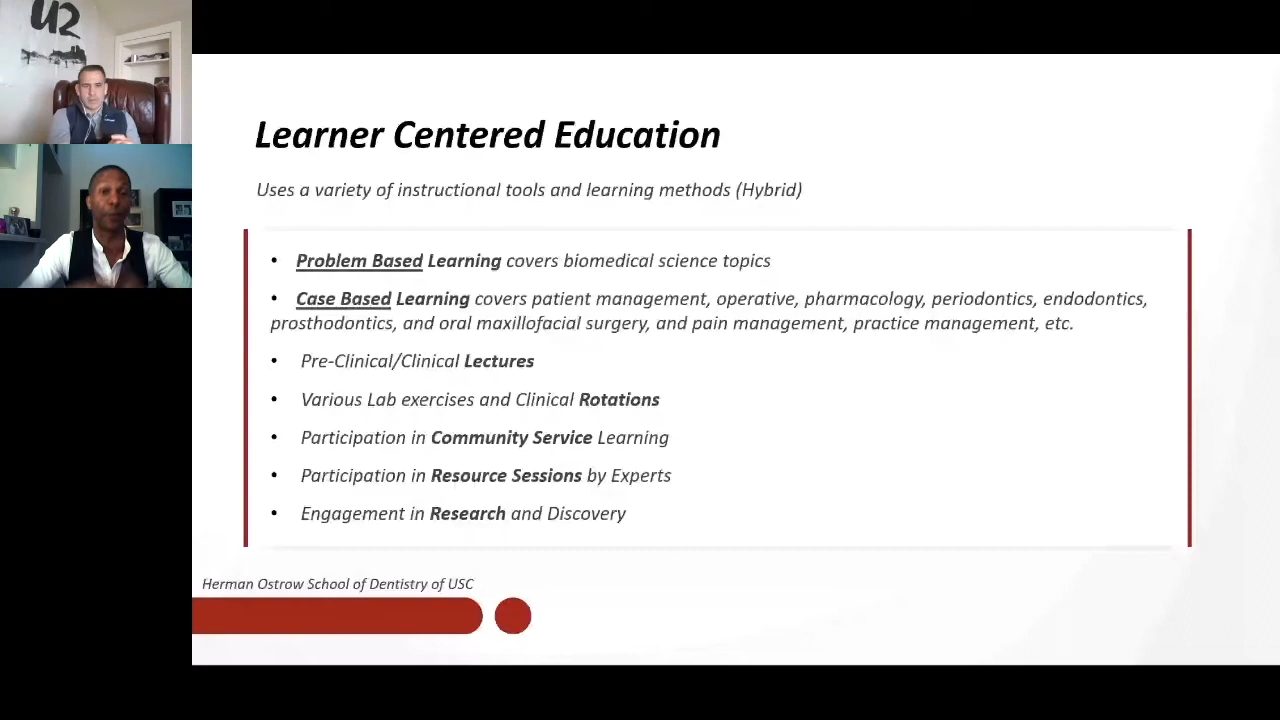 U2
Learner Centered Education
Uses a variety of instructional tools and learning methods (Hybrid)
• Problem Based Learning covers biomedical science topics
• Case Based Learning covers patient management, operative, pharmacology, periodontics, endodontics,
prosthodontics, and oral maxillofacial surgery, and pain management, practice management, etc.
• Pre-Clinical/Clinical Lectures
• Various Lab exercises and Clinical Rotations
• Participation in Community Service Learning
• Participation in Resource Sessions by Experts
• Engagement in Research and Discovery
Herman Ostrow School of Dentistry of USC